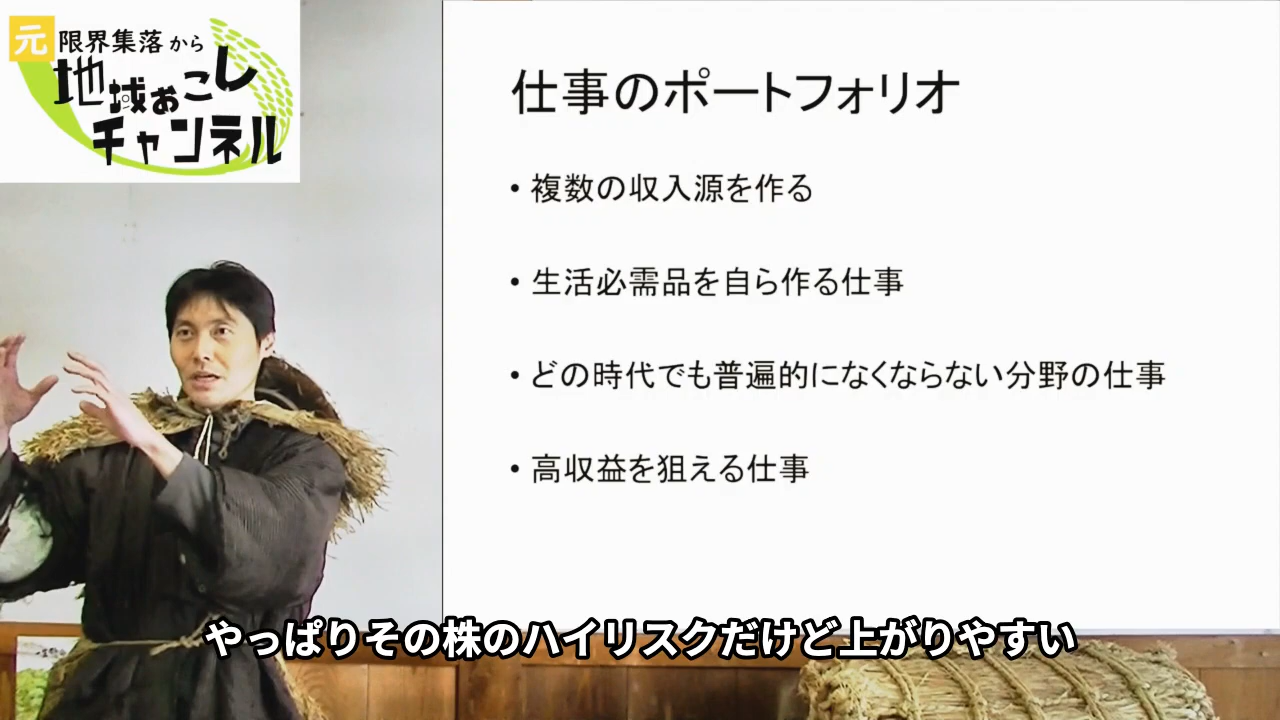 元 限界集落から
地域おこし
チャンネル
仕事のポートフォリオ
• 複数の収入源を作る
• 生活必需品を自ら作る仕事
• どの時代でも普遍的になくならない分野の仕事
• 高収益を狙える仕事
やっぱりその株のハイリスクだけど上がりやすい